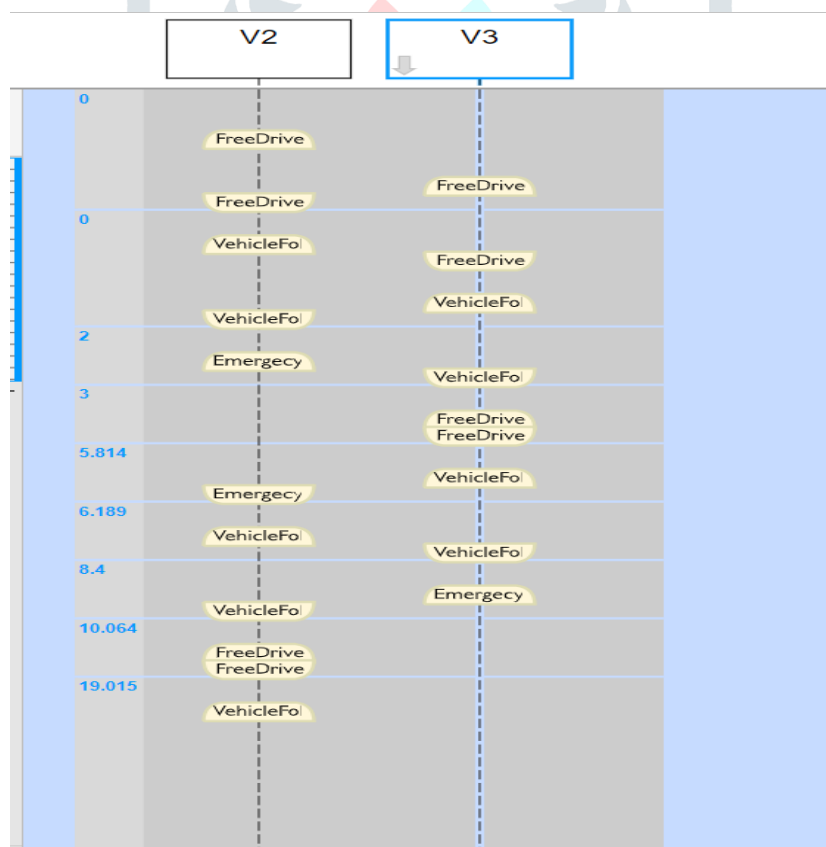 V2 V3
0
FreeDrive
FreeDrive
FreeDrive
0
VehicleFol
FreeDrive
VehicleFol
VehicleFol
2
Emergecy
VehicleFol
3
FreeDrive
FreeDrive
5.814
VehicleFol
Emergecy
6.189
VehicleFol
VehicleFol
8.4
Emergecy
VehicleFol
10.064
FreeDrive
FreeDrive
19.015
VehicleFol